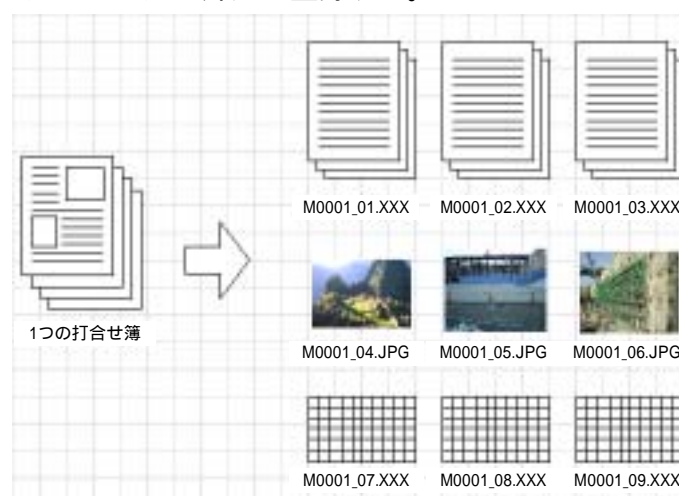 M0001_01.XXX M0001_02.XXX M0001_03.XXX
1つの打合せ簿
M0001_04.JPG M0001_05.JPG M0001_06.JPG
M0001_07.XXX M0001_08.XXX M0001_09.XXX